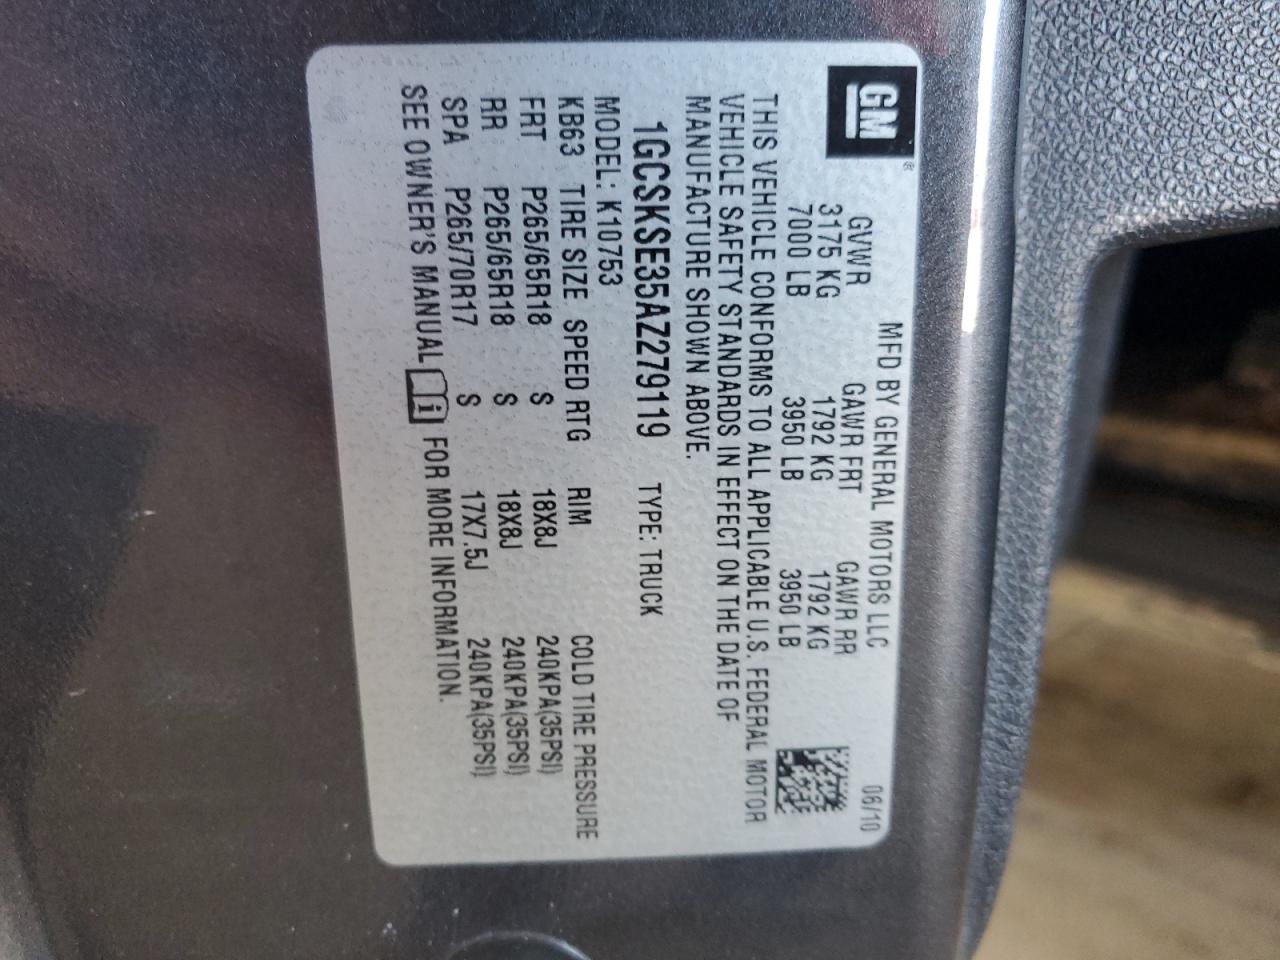 GM®
MFD BY GENERAL MOTORS LLC 06/10
GVWR GAWR FRT GAWR RR
3175 KG 1792 KG 1792 KG
7000 LB 3950 LB 3950 LB
THIS VEHICLE CONFORMS TO ALL APPLICABLE U.S. FEDERAL MOTOR
VEHICLE SAFETY STANDARDS IN EFFECT ON THE DATE OF
MANUFACTURE SHOWN ABOVE.
1GCSKSE35AZ279119 TYPE: TRUCK
MODEL: K10753
KB63 TIRE SIZE SPEED RTG RIM COLD TIRE PRESSURE
FRT P265/65R18 S 18X8J 240KPA(35PSI)
RR P265/65R18 S 18X8J 240KPA(35PSI)
SPA P265/70R17 S 17X7.5J 240KPA(35PSI)
SEE OWNER'S MANUAL i FOR MORE INFORMATION.